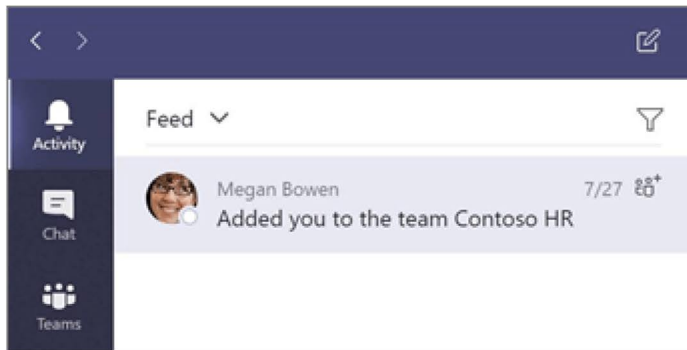 Feed
Activity
Megan Bowen 7/27
Added you to the team Contoso HR
Chat
Teams